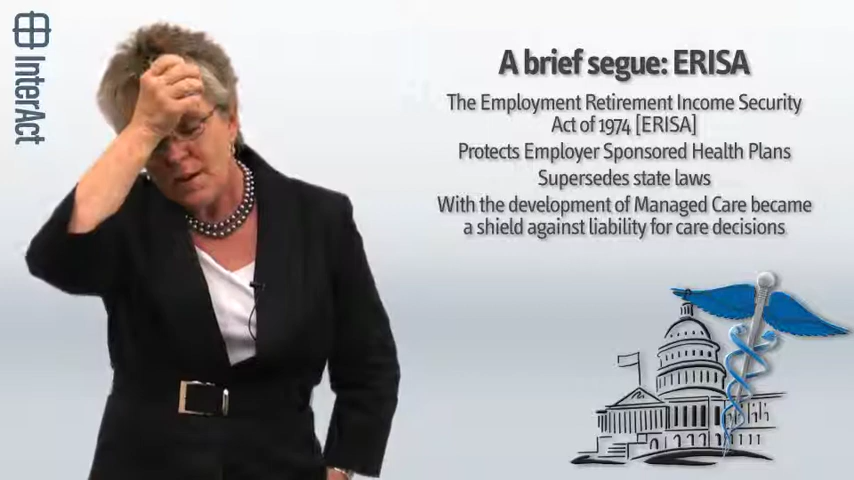 InterAct
A brief segue: ERISA
The Employment Retirement Income Security
Act of 1974 [ERISA]
Protects Employer Sponsored Health Plans
Supersedes state laws
With the development of Managed Care became
a shield against liability for care decisions